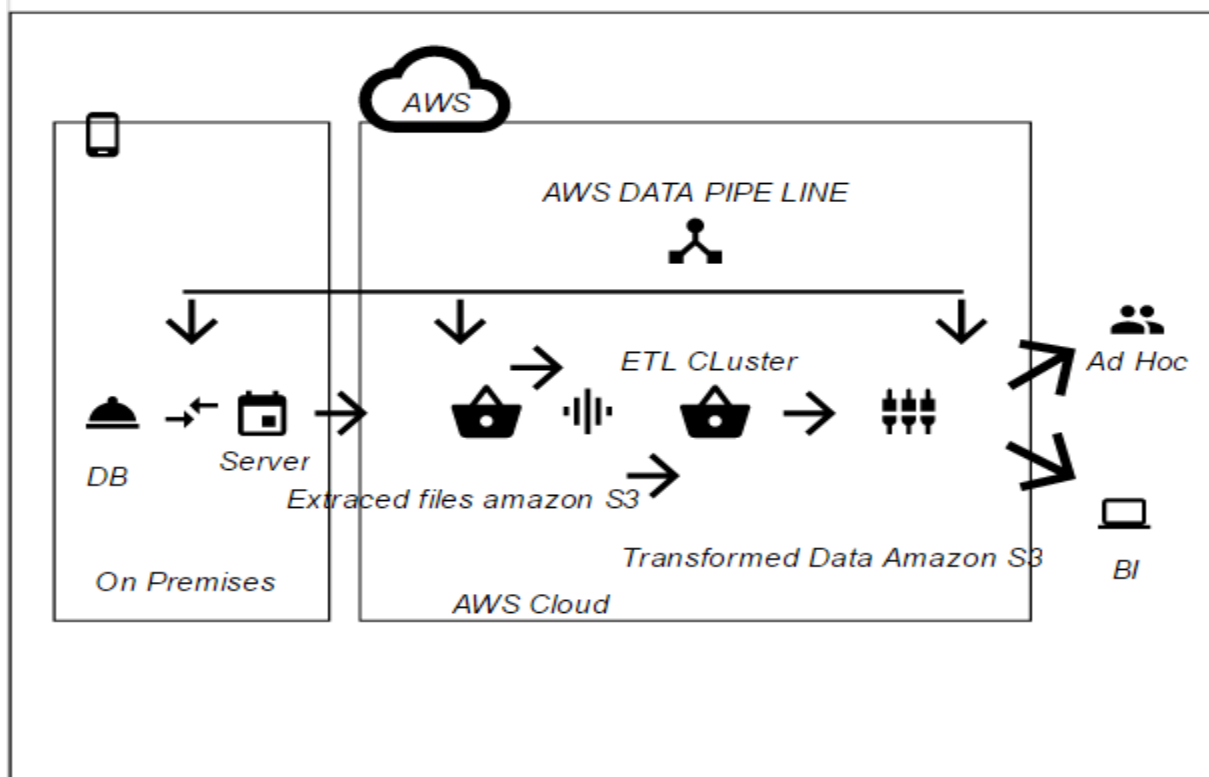 AWS
AWS DATA PIPE LINE
ETL CLuster
Ad Hoc
Server
DB
Extraced files amazon S3
Transformed Data Amazon S3
BI
On Premises
AWS Cloud